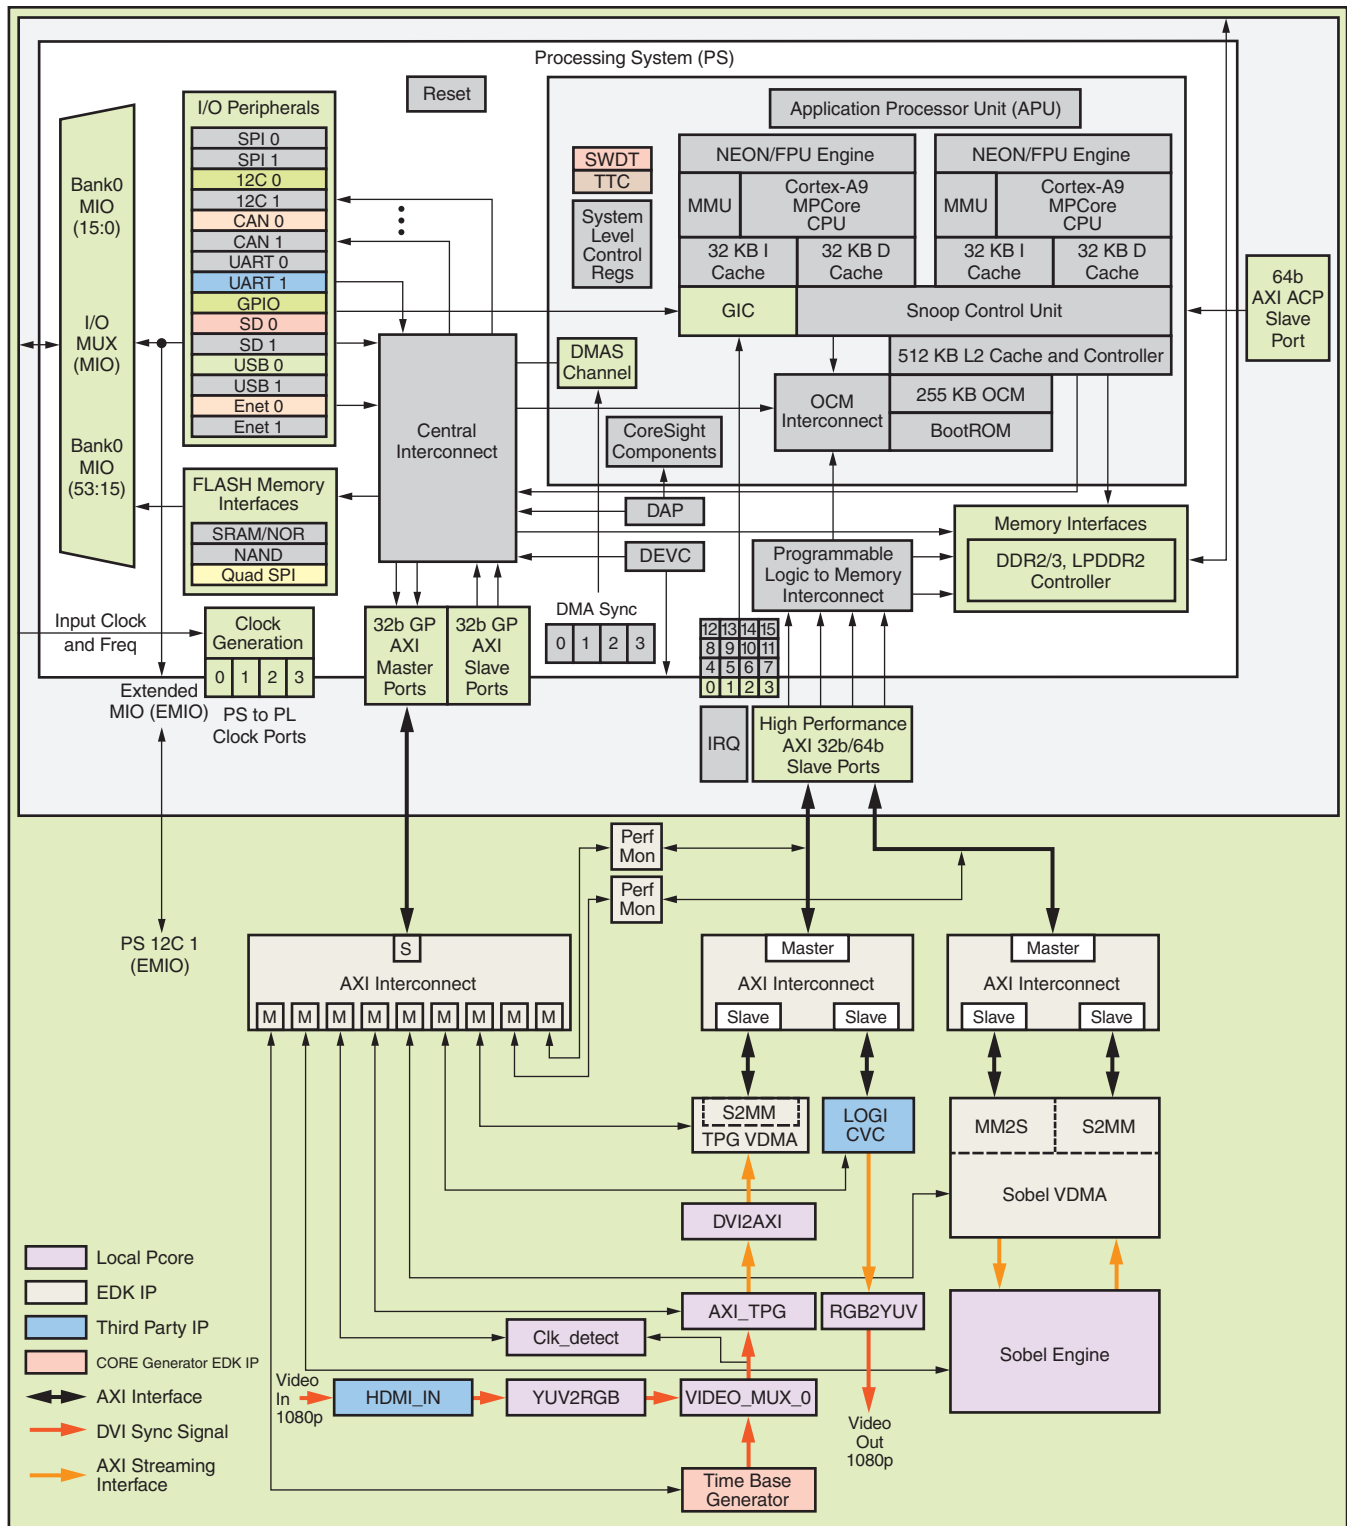 Processing System (PS)
Reset
I/O Peripherals
SPI 0
SPI 1
12C 0
12C 1
CAN 0
CAN 1
UART 0
UART 1
GPIO
SD 0
SD 1
USB 0
USB 1
Enet 0
Enet 1
Bank0
MIO
(15:0)
I/O
MUX
(MIO)
Bank0
MIO
(53:15)
FLASH Memory
Interfaces
SRAM/NOR
NAND
Quad SPI
Input Clock
and Freq
Clock
Generation
0 1 2 3
PS to PL
Clock Ports
Extended
MIO (EMIO)
PS 12C 1
(EMIO)
Central
Interconnect
32b GP
AXI
Master
Ports
32b GP
AXI
Slave
Ports
Application Processor Unit (APU)
SWDT
TTC
System
Level
Control
Regs
NEON/FPU Engine
MMU
Cortex-A9
MPCore
CPU
32 KB I
Cache
32 KB D
Cache
NEON/FPU Engine
MMU
Cortex-A9
MPCore
CPU
32 KB I
Cache
32 KB D
Cache
GIC
Snoop Control Unit
512 KB L2 Cache and Controller
OCM
Interconnect
255 KB OCM
BootROM
DMAS
Channel
CoreSight
Components
DAP
DEVC
DMA Sync
0 1 2 3
64b
AXI ACP
Slave
Port
Memory Interfaces
DDR2/3, LPDDR2
Controller
Programmable
Logic to Memory
Interconnect
12 13 14 15
8 9 10 11
4 5 6 7
0 1 2 3
IRQ
High Performance
AXI 32b/64b
Slave Ports
Perf
Mon
Perf
Mon
S
AXI Interconnect
M M M M M M M M M
Master
AXI Interconnect
Slave
Slave
Master
AXI Interconnect
Slave
Slave
S2MM
TPG VDMA
LOGI
CVC
MM2S
S2MM
Sobel VDMA
DVI2AXI
AXI_TPG
RGB2YUV
Clk_detect
Sobel Engine
Video
In
1080p
HDMI_IN
YUV2RGB
VIDEO_MUX_0
Video
Out
1080p
Time Base
Generator
Local Pcore
EDK IP
Third Party IP
CORE Generator EDK IP
AXI Interface
DVI Sync Signal
AXI Streaming
Interface